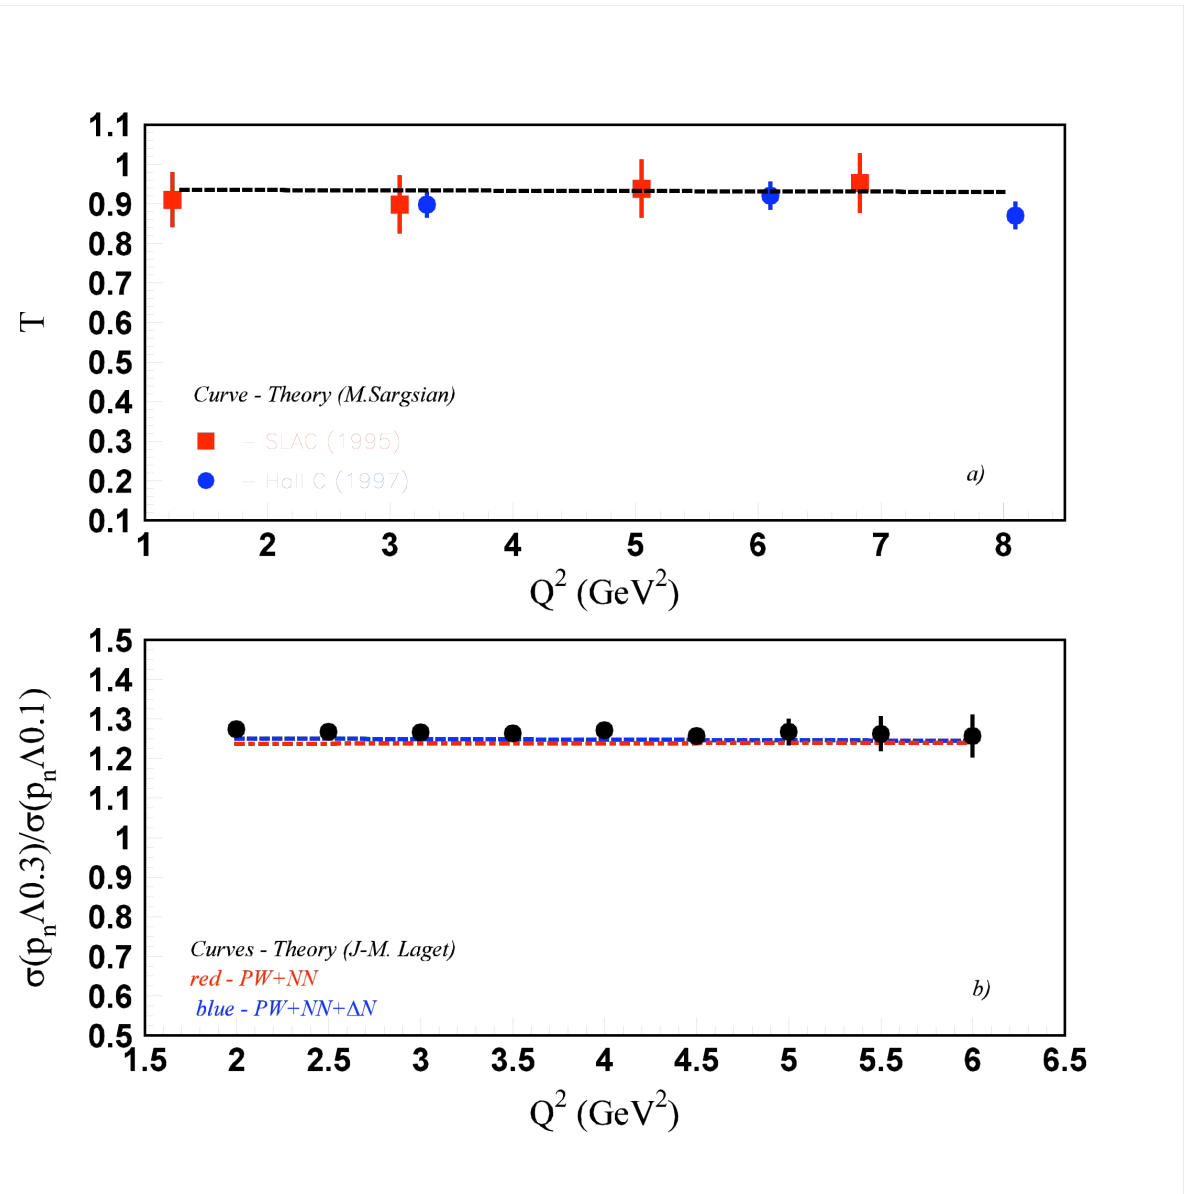 1.1
1
0.9
0.8
0.7
0.6
0.5
0.4
0.3
0.2
0.1
T
Curve - Theory (M.Sargsian)
– SLAC (1995)
– Hall C (1997)
a)
1 2 3 4 5 6 7 8
Q² (GeV²)
1.5
1.4
1.3
1.2
1.1
1
0.9
0.8
0.7
0.6
0.5
σ(pₙΛ0.3)/σ(pₙΛ0.1)
Curves - Theory (J-M. Laget)
red - PW+NN
blue - PW+NN+ΔN
b)
1.5 2 2.5 3 3.5 4 4.5 5 5.5 6 6.5
Q² (GeV²)